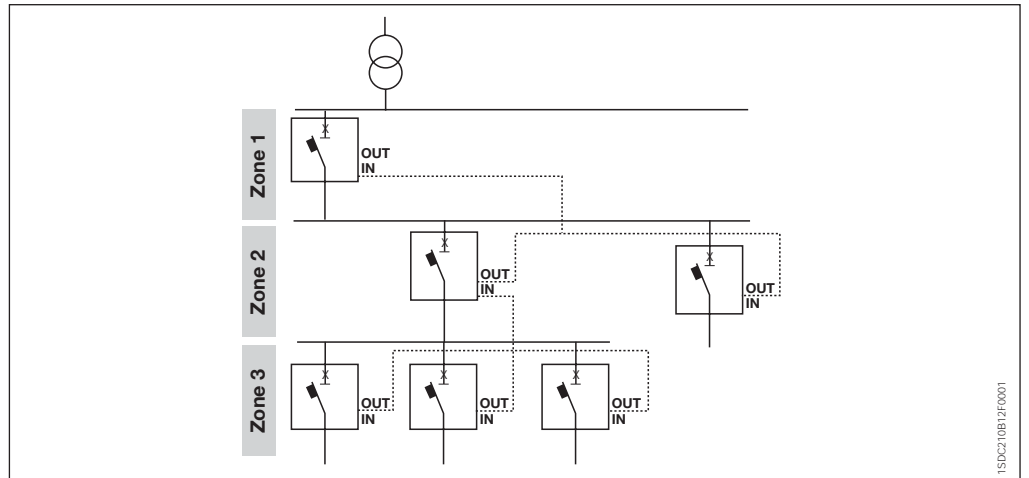 Zone 1
OUT
IN
Zone 2
OUT
IN
OUT
IN
Zone 3
OUT
IN
OUT
IN
OUT
IN
1SDC210B12F0001